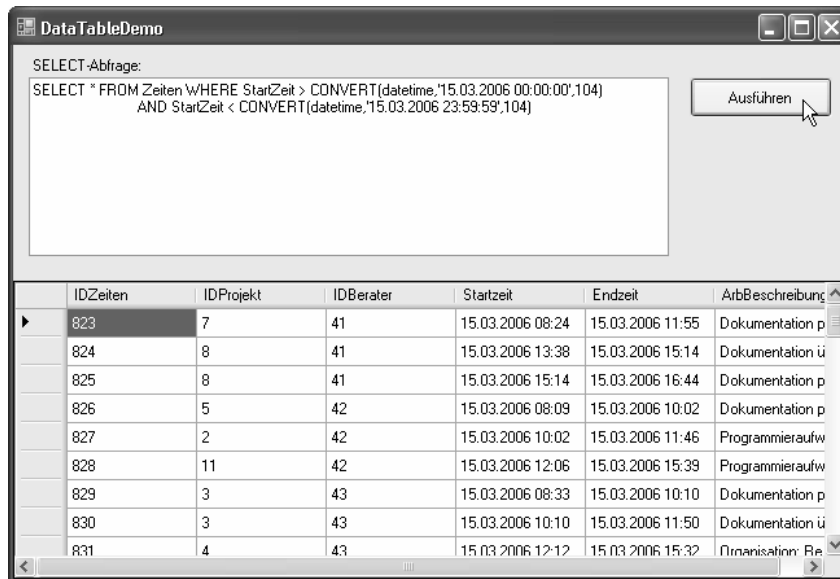 DataTableDemo
SELECT-Abfrage:
SELECT * FROM Zeiten WHERE StartZeit > CONVERT(datetime,'15.03.2006 00:00:00',104)
AND StartZeit < CONVERT(datetime,'15.03.2006 23:59:59',104)
Ausführen
IDZeiten IDProjekt IDBerater Startzeit Endzeit ArbBeschreibung
823 7 41 15.03.2006 08:24 15.03.2006 11:55 Dokumentation p
824 8 41 15.03.2006 13:38 15.03.2006 15:14 Dokumentation ü
825 8 41 15.03.2006 15:14 15.03.2006 16:44 Dokumentation p
826 5 42 15.03.2006 08:09 15.03.2006 10:02 Dokumentation p
827 2 42 15.03.2006 10:02 15.03.2006 11:46 Programmieraufw
828 11 42 15.03.2006 12:06 15.03.2006 15:39 Programmieraufw
829 3 43 15.03.2006 08:33 15.03.2006 10:10 Dokumentation p
830 3 43 15.03.2006 10:10 15.03.2006 11:50 Dokumentation ü
831 4 43 15.03.2006 12:12 15.03.2006 15:32 Organisation: Be